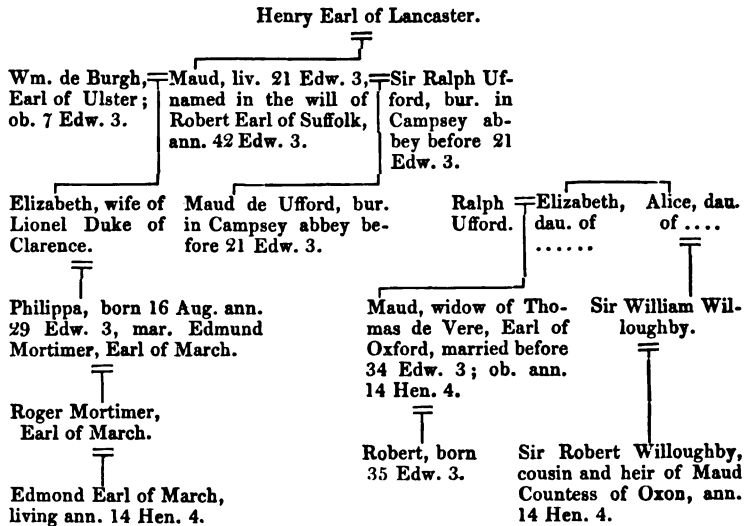 Henry Earl of Lancaster.
Wm. de Burgh,
Earl of Ulster;
ob. 7 Edw. 3.
Maud, liv. 21 Edw. 3,
named in the will of
Robert Earl of Suffolk,
ann. 42 Edw. 3.
Sir Ralph Uf-
ford, bur. in
Campsey ab-
bey before 21
Edw. 3.
Elizabeth, wife of
Lionel Duke of
Clarence.
Maud de Ufford, bur.
in Campsey abbey be-
fore 21 Edw. 3.
Ralph
Ufford.
Elizabeth,
dau. of
......
Alice, dau.
of ....
Philippa, born 16 Aug. ann.
29 Edw. 3, mar. Edmund
Mortimer, Earl of March.
Maud, widow of Tho-
mas de Vere, Earl of
Oxford, married before
34 Edw. 3; ob. ann.
14 Hen. 4.
Sir William Wil-
loughby.
Roger Mortimer,
Earl of March.
Robert, born
35 Edw. 3.
Sir Robert Willoughby,
cousin and heir of Maud
Countess of Oxon, ann.
14 Hen. 4.
Edmond Earl of March,
living ann. 14 Hen. 4.